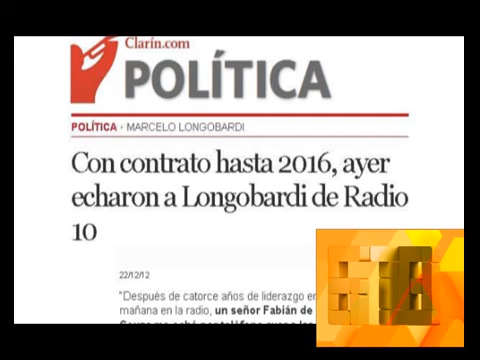 Clarín.com
POLÍTICA
POLÍTICA • MARCELO LONGOBARDI
Con contrato hasta 2016, ayer
echaron a Longobardi de Radio
10
22/12/12
"Después de catorce años de liderazgo en
mañana en la radio, un señor Fabián de